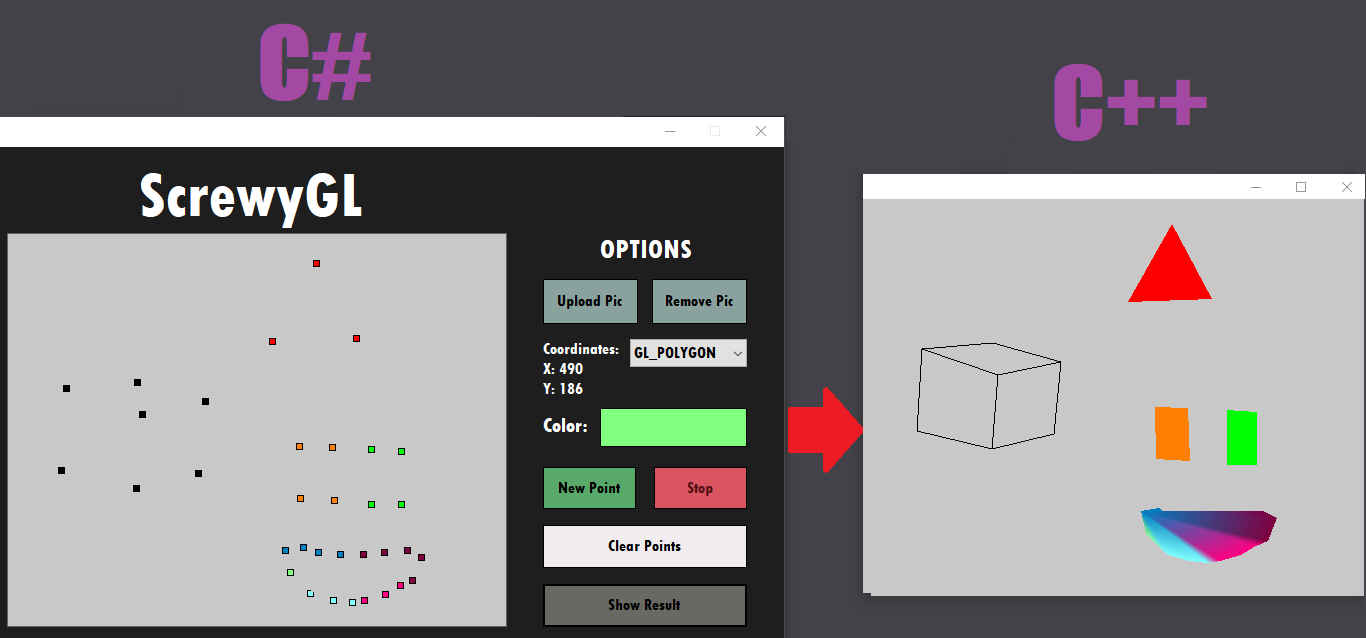 C#
C++
ScrewyGL
OPTIONS
Upload Pic
Remove Pic
Coordinates:
GL_POLYGON
X: 490
Y: 186
Color:
New Point
Stop
Clear Points
Show Result